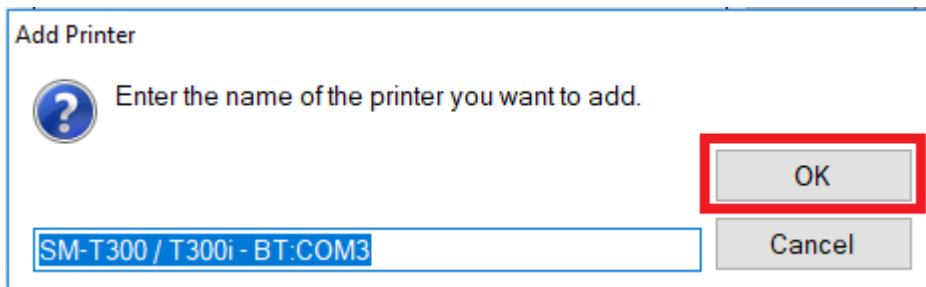 Add Printer
Enter the name of the printer you want to add.
OK
SM-T300 / T300i - BT:COM3
Cancel